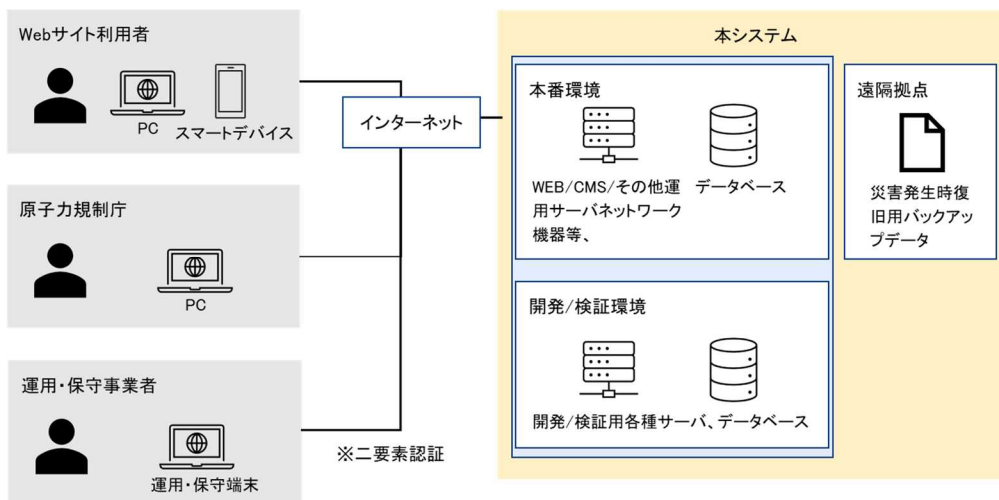 Webサイト利用者
PC
スマートデバイス
原子力規制庁
PC
運用・保守事業者
運用・保守端末
インターネット
※二要素認証
本システム
本番環境
WEB/CMS/その他運
用サーバネットワーク
機器等、
データベース
開発/検証環境
開発/検証用各種サーバ、データベース
遠隔拠点
災害発生時復
旧用バックアッ
プデータ